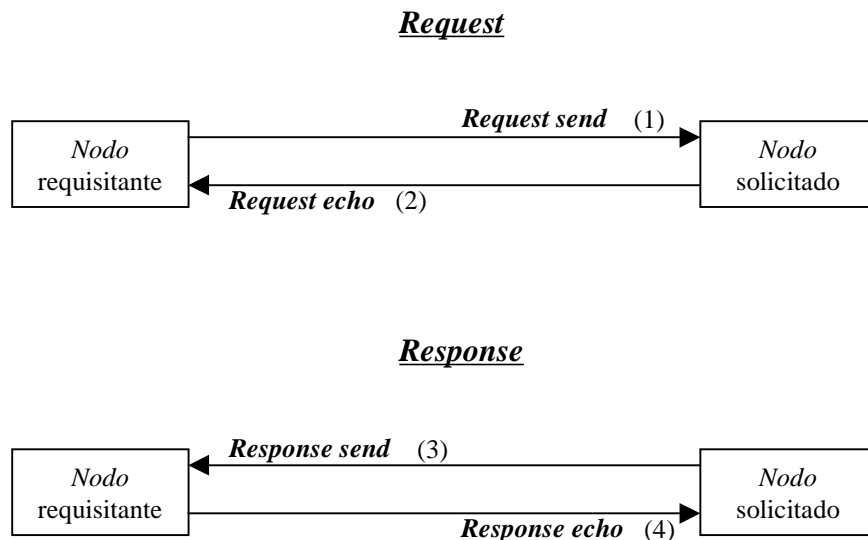 Request
Request send (1)
Nodo
requisitante
Nodo
solicitado
Request echo (2)
Response
Response send (3)
Nodo
requisitante
Nodo
solicitado
Response echo (4)